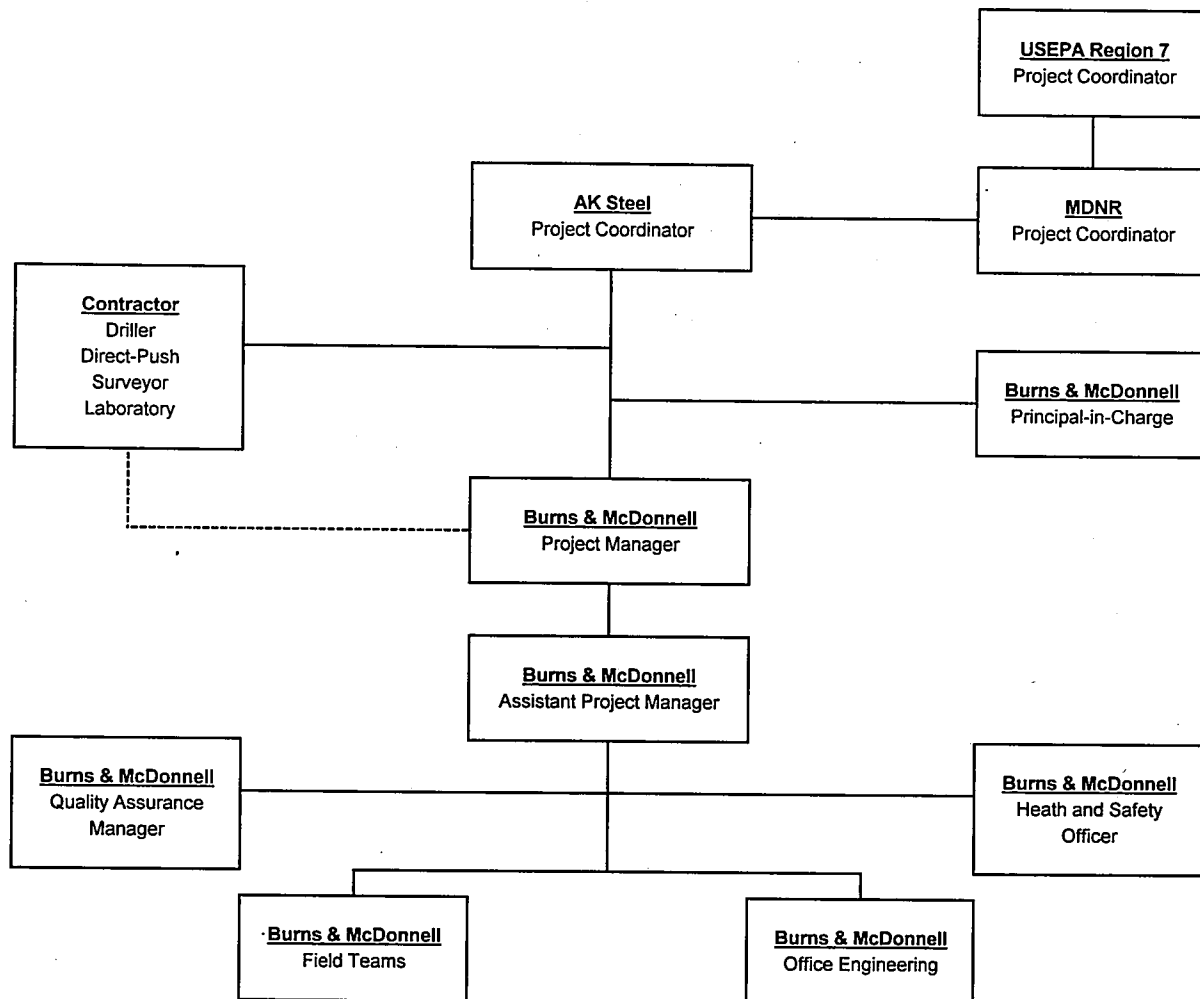 USEPA Region 7
Project Coordinator
AK Steel
Project Coordinator
MDNR
Project Coordinator
Contractor
Driller
Direct-Push
Surveyor
Laboratory
Burns & McDonnell
Principal-in-Charge
Burns & McDonnell
Project Manager
Burns & McDonnell
Assistant Project Manager
Burns & McDonnell
Quality Assurance
Manager
Burns & McDonnell
Heath and Safety
Officer
Burns & McDonnell
Field Teams
Burns & McDonnell
Office Engineering